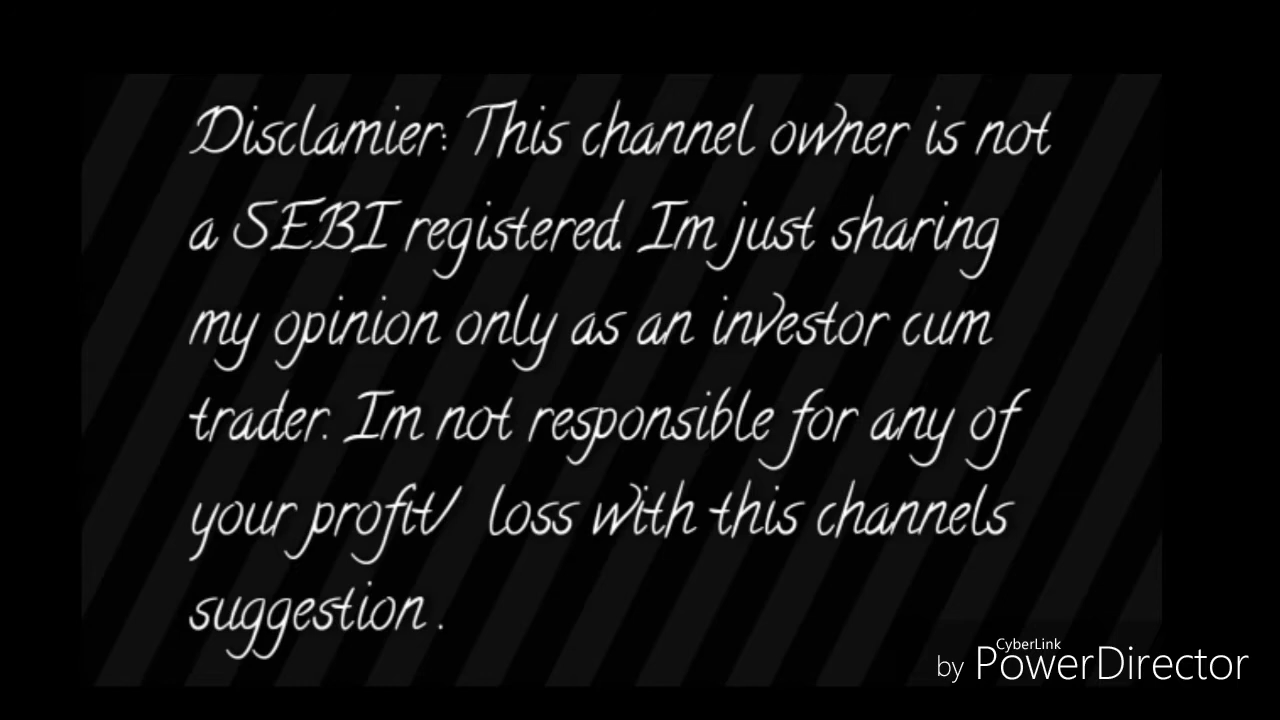 Disclamier: This channel owner is not
a SEBI registered. Im just sharing
my opinion only as an investor cum
trader. Im not responsible for any of
your profit/ loss with this channels
suggestion .
CyberLink
by PowerDirector